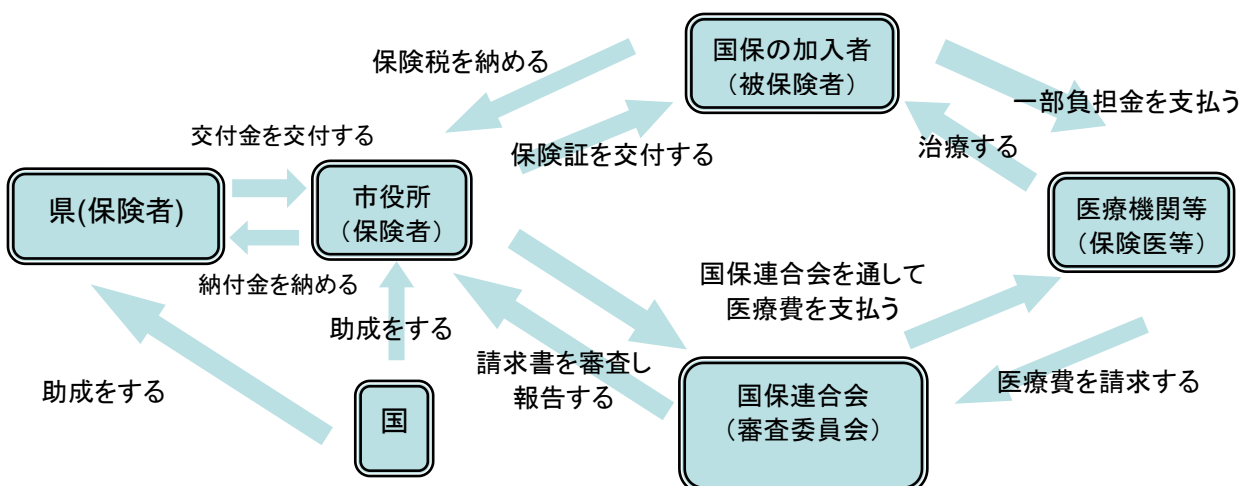 国保の加入者
（被保険者）
保険税を納める
一部負担金を支払う
交付金を交付する
保険証を交付する
治療する
県(保険者)
市役所
（保険者）
医療機関等
（保険医等）
納付金を納める
国保連合会を通して
医療費を支払う
助成をする
請求書を審査し
報告する
助成をする
医療費を請求する
国
国保連合会
（審査委員会）